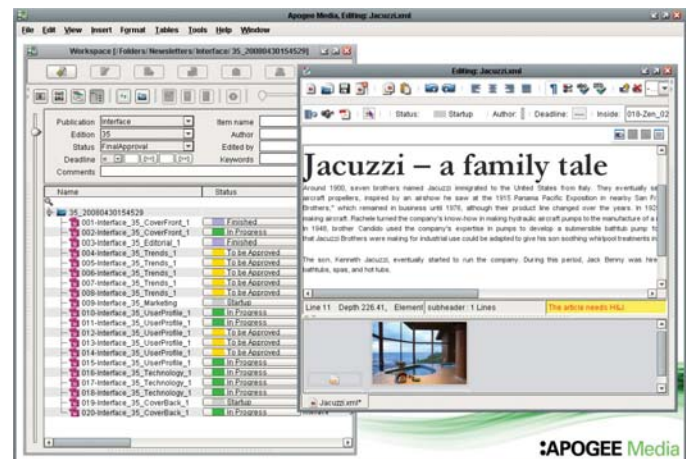 Apogee Media, Editing: Jacuzzi.xml
File Edit View Insert Format Tables Tools Help Window
Workspace [/Folders/Newsletters/Interface/35_20080430154529]
Publication Interface Item name
Edition 35 Author
Status FinalApproval Edited by
Deadline Keywords
Comments
Name Status
35_20080430154529
001-Interface_35_CoverFront_1 Finished
002-Interface_35_CoverFront_1 In Progress
003-Interface_35_Editorial_1 Finished
004-Interface_35_Trends_1 To be Approved
005-Interface_35_Trends_1 To be Approved
006-Interface_35_Trends_1 To be Approved
007-Interface_35_Trends_1 To be Approved
008-Interface_35_Trends_1 To be Approved
009-Interface_35_Marketing Startup
010-Interface_35_UserProfile_1 In Progress
011-Interface_35_UserProfile_1 In Progress
012-Interface_35_UserProfile_1 To be Approved
013-Interface_35_UserProfile_1 To be Approved
014-Interface_35_UserProfile_1 To be Approved
015-Interface_35_UserProfile_1 In Progress
016-Interface_35_Technology_1 In Progress
017-Interface_35_Technology_1 In Progress
018-Interface_35_Technology_1 In Progress
019-Interface_35_CoverBack_1 Startup
020-Interface_35_CoverBack_1 In Progress
Editing: Jacuzzi.xml
Status: Startup Author: Deadline: Inside: 018-Zen_02
Jacuzzi – a family tale
Around 1900, seven brothers named Jacuzzi immigrated to the United States from Italy. They eventually
aircraft propellers, inspired by an airshow he saw at the 1915 Panama Pacific Exposition in nearby San
Brothers," which remained in business until 1976, although their product line changed over the years. In
making aircraft. Rachele turned the company's know-how in making hydraulic aircraft pumps to the manufacture of a
in 1948, brother Candido used the company's expertise in pumps to develop a submersible bathtub pump
that Jacuzzi Brothers were making for industrial use could be adapted to give his son soothing whirlpool treatments
The son, Kenneth Jacuzzi, eventually started to run the company. During this period, Jack Benny was
bathtubs, spas, and hot tubs.
Line 11 Depth 226.41, Element subheader: 1 Lines The article needs H&J.
Jacuzzi.xml*
:APOGEE Media